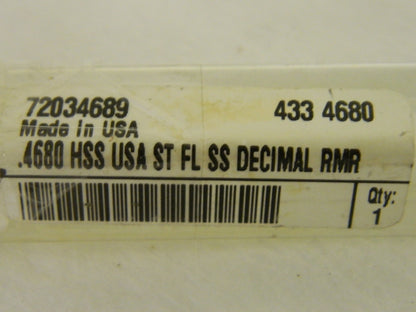 72034689 433 4680
Made in USA
.4680 HSS USA ST FL SS DECIMAL RMR
Qty:
1